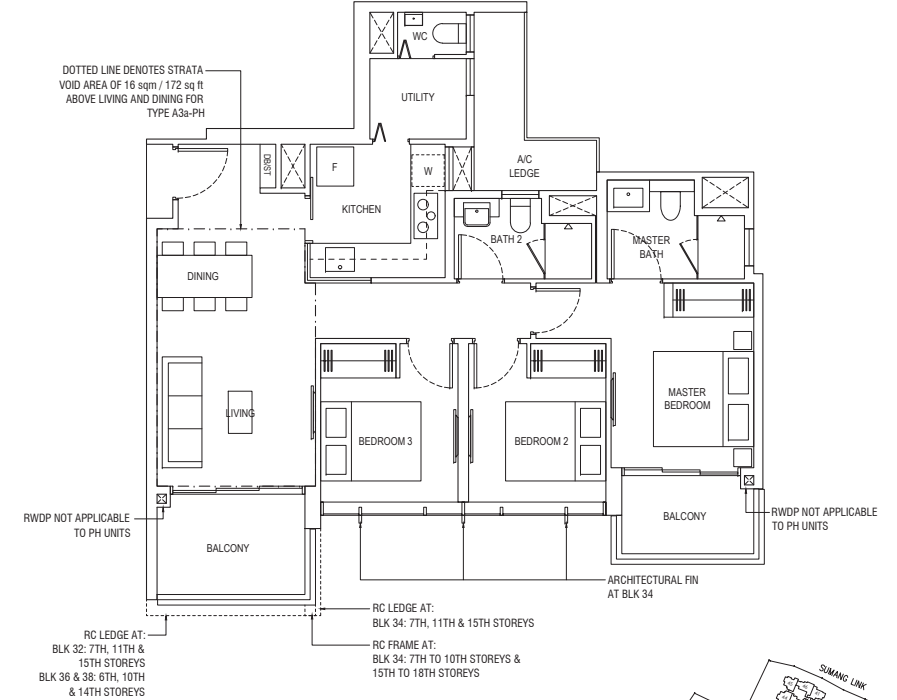 WC
DOTTED LINE DENOTES STRATA
VOID AREA OF 16 sqm / 172 sq ft
ABOVE LIVING AND DINING FOR
TYPE A3a-PH
UTILITY
DB/ST
F
W
A/C
LEDGE
KITCHEN
BATH 2
MASTER
BATH
DINING
LIVING
MASTER
BEDROOM
BEDROOM 3
BEDROOM 2
RWDP NOT APPLICABLE
TO PH UNITS
BALCONY
BALCONY
RWDP NOT APPLICABLE
TO PH UNITS
ARCHITECTURAL FIN
AT BLK 34
RC LEDGE AT:
BLK 34: 7TH, 11TH & 15TH STOREYS
RC LEDGE AT:
BLK 32: 7TH, 11TH &
15TH STOREYS
BLK 36 & 38: 6TH, 10TH
& 14TH STOREYS
RC FRAME AT:
BLK 34: 7TH TO 10TH STOREYS &
15TH TO 18TH STOREYS
SUMANG LINK